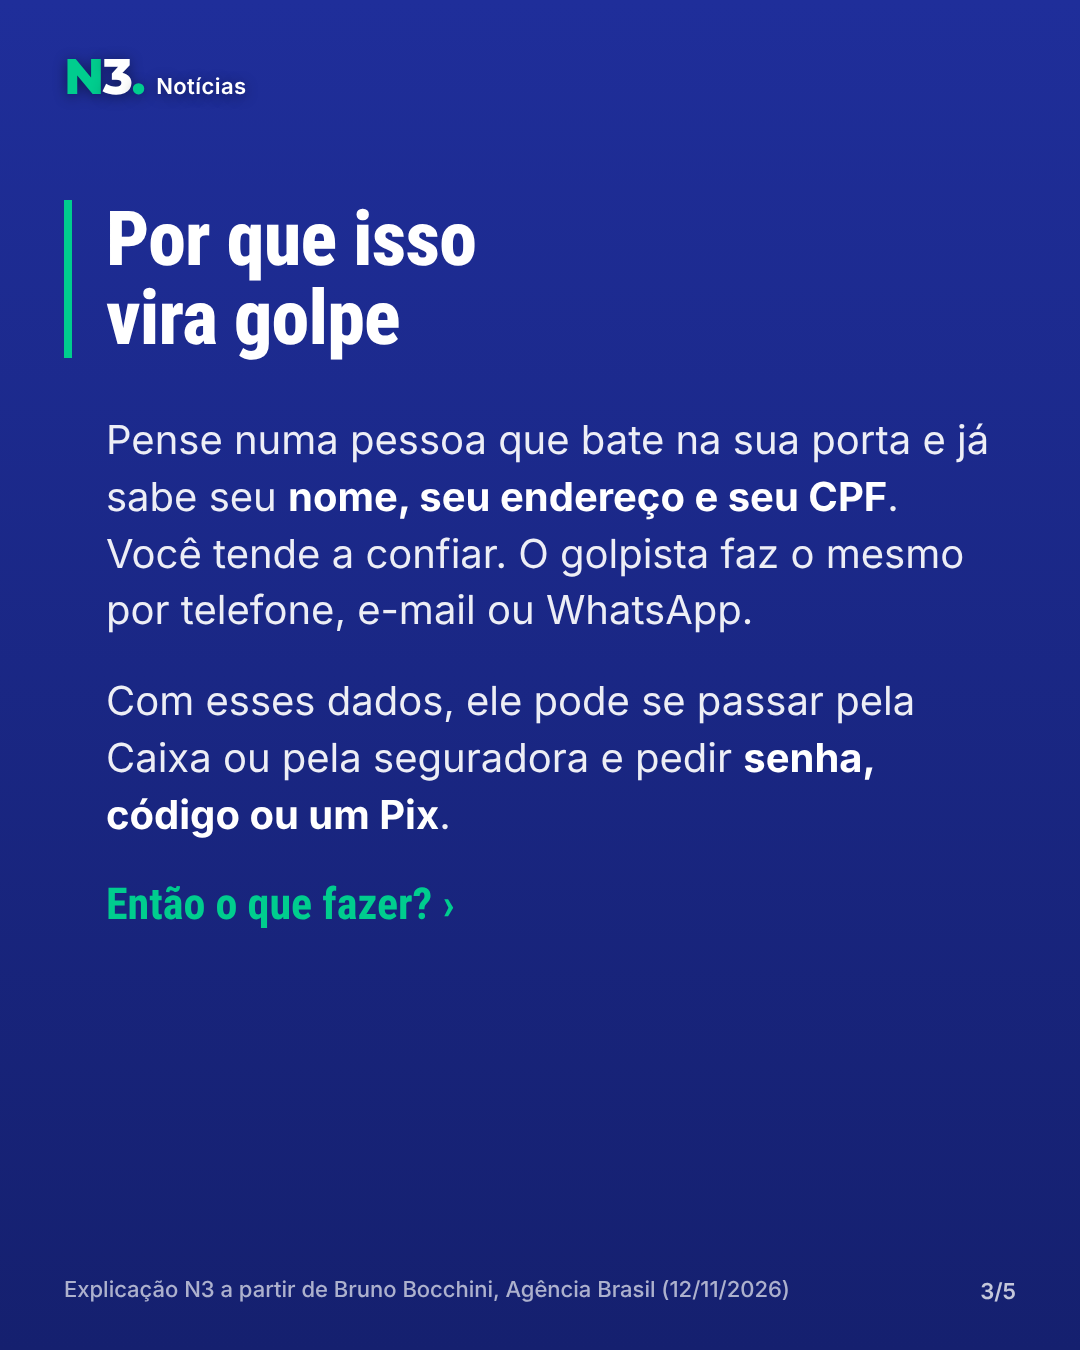 N3. Notícias
Por que isso
vira golpe
Pense numa pessoa que bate na sua porta e já
sabe seu nome, seu endereço e seu CPF.
Você tende a confiar. O golpista faz o mesmo
por telefone, e-mail ou WhatsApp.
Com esses dados, ele pode se passar pela
Caixa ou pela seguradora e pedir senha,
código ou um Pix.
Então o que fazer? ›
Explicação N3 a partir de Bruno Bocchini, Agência Brasil (12/11/2026)
3/5